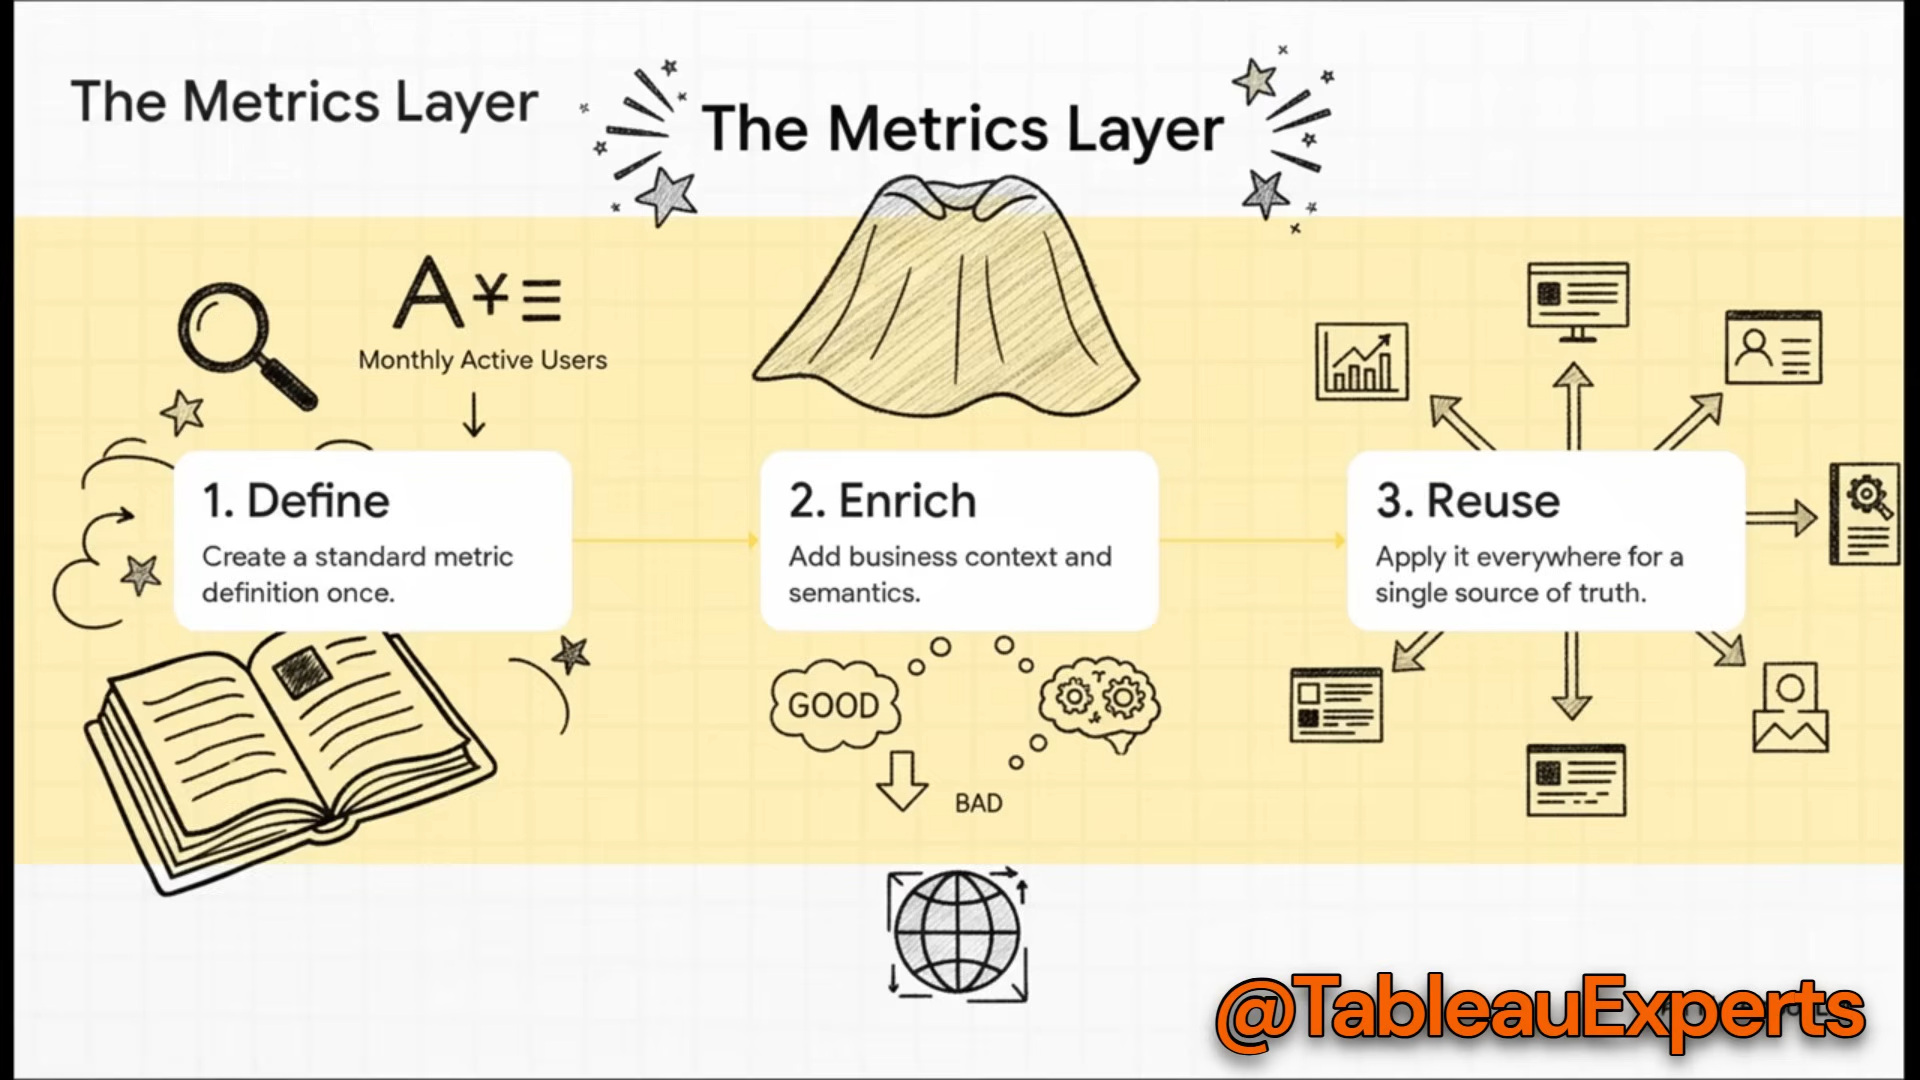 The Metrics Layer
The Metrics Layer
A ¥
Monthly Active Users
1. Define
Create a standard metric
definition once.
2. Enrich
Add business context and
semantics.
3. Reuse
Apply it everywhere for a
single source of truth.
GOOD
BAD
@TableauExperts